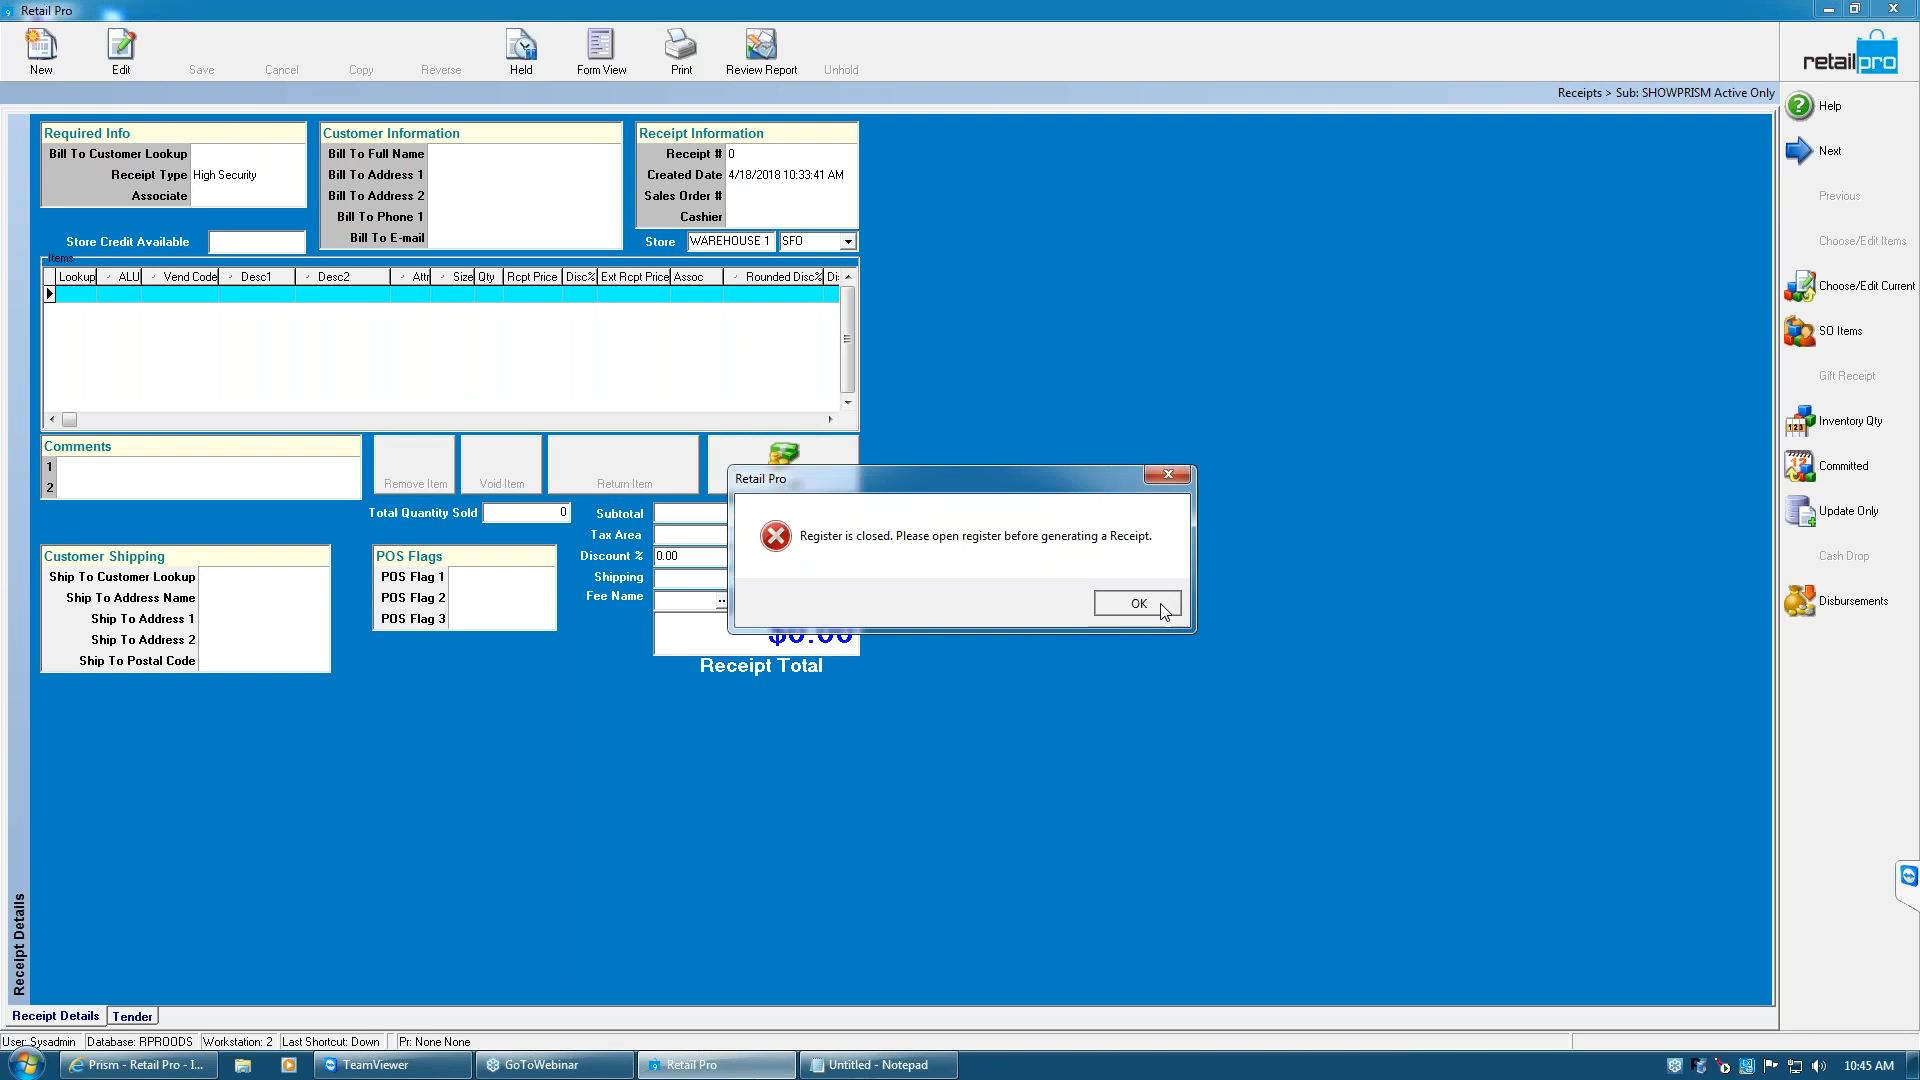 Retail Pro
New Edit Save Cancel Copy Reverse Held Form View Print Review Report Unhold
retail pro
Receipts > Sub: SHOWPRISM Active Only
Required Info
Bill To Customer Lookup
Receipt Type High Security
Associate
Store Credit Available
Customer Information
Bill To Full Name
Bill To Address 1
Bill To Address 2
Bill To Phone 1
Bill To E-mail
Receipt Information
Receipt # 0
Created Date 4/18/2018 10:33:41 AM
Sales Order #
Cashier
Store WAREHOUSE 1 SFO
Items
Lookup ALU Vend Code Desc1 Desc2 Attr Size Qty Rcpt Price Disc% Ext Rcpt Price Assoc Rounded Disc%
Comments
1
2
Remove Item Void Item Return Item
Total Quantity Sold 0
Subtotal
Tax Area
Discount % 0.00
Shipping
Fee Name ...
$0.00
Receipt Total
Customer Shipping
Ship To Customer Lookup
Ship To Address Name
Ship To Address 1
Ship To Address 2
Ship To Postal Code
POS Flags
POS Flag 1
POS Flag 2
POS Flag 3
Retail Pro
Register is closed. Please open register before generating a Receipt.
OK
Help
Next
Previous
Choose/Edit Items
Choose/Edit Current
SO Items
Gift Receipt
Inventory Qty
Committed
Update Only
Cash Drop
Disbursements
Receipt Details
Receipt Details Tender
User: Sysadmin Database: RPROODS Workstation: 2 Last Shortcut: Down Pr: None None
Prism - Retail Pro - I... TeamViewer GoToWebinar Retail Pro Untitled - Notepad 10:45 AM